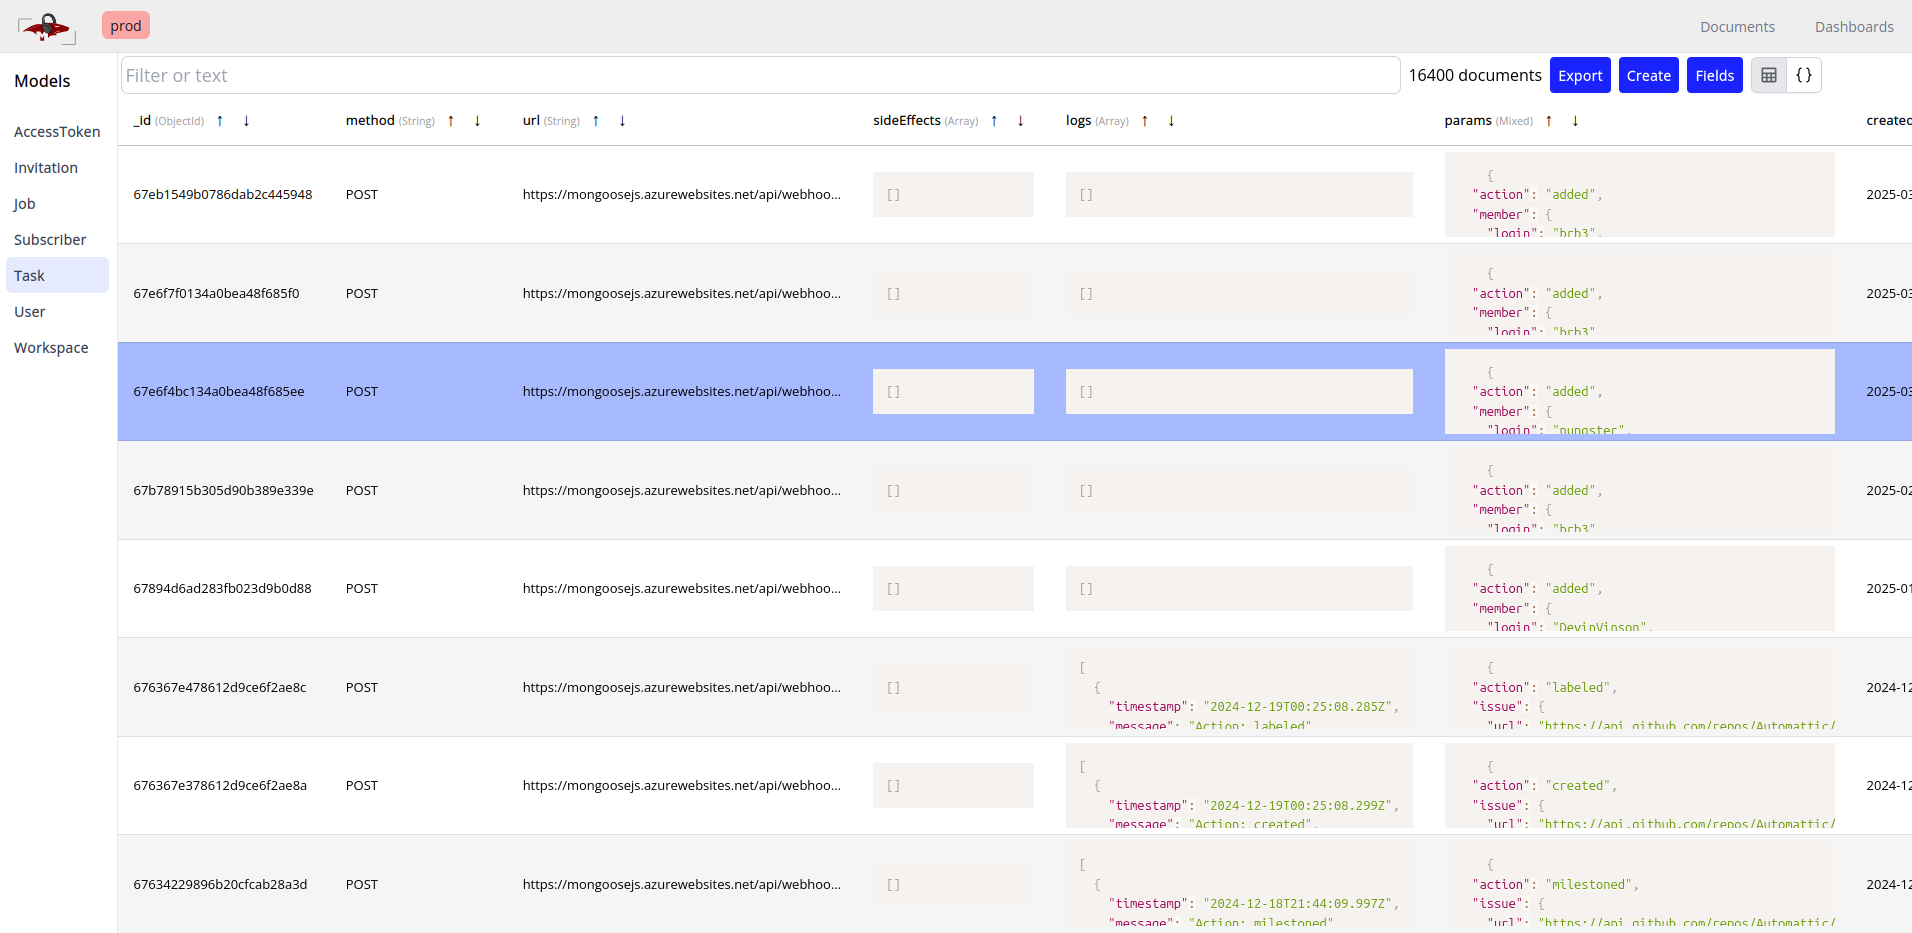 prod
Documents
Dashboards
Models
AccessToken
Invitation
Job
Subscriber
Task
User
Workspace
Filter or text
16400 documents
Export
Create
Fields
{}
_id (ObjectId) ↑ ↓ method (String) ↑ ↓ url (String) ↑ ↓ sideEffects (Array) ↑ ↓ logs (Array) ↑ ↓ params (Mixed) ↑ ↓ created
67eb1549b0786dab2c445948 POST https://mongoosejs.azurewebsites.net/api/webhoo... [] []
{
"action": "added",
"member": {
"login": "brb3",
2025-03
67e6f7f0134a0bea48f685f0 POST https://mongoosejs.azurewebsites.net/api/webhoo... [] []
{
"action": "added",
"member": {
"login": "brb3"
2025-03
67e6f4bc134a0bea48f685ee POST https://mongoosejs.azurewebsites.net/api/webhoo... [] []
{
"action": "added",
"member": {
"login": "nungster",
2025-03
67b78915b305d90b389e339e POST https://mongoosejs.azurewebsites.net/api/webhoo... [] []
{
"action": "added",
"member": {
"login": "brb3"
2025-02
67894d6ad283fb023d9b0d88 POST https://mongoosejs.azurewebsites.net/api/webhoo... [] []
{
"action": "added",
"member": {
"login": "DevinVinson",
2025-01
676367e478612d9ce6f2ae8c POST https://mongoosejs.azurewebsites.net/api/webhoo... []
[
{
"timestamp": "2024-12-19T00:25:08.285Z",
"message": "Action: labeled"
{
"action": "labeled",
"issue": {
"url": "https://api.github.com/repos/Automattic/
2024-12
676367e378612d9ce6f2ae8a POST https://mongoosejs.azurewebsites.net/api/webhoo... []
[
{
"timestamp": "2024-12-19T00:25:08.299Z",
"message": "Action: created",
{
"action": "created",
"issue": {
"url": "https://api.github.com/repos/Automattic/
2024-12
67634229896b20cfcab28a3d POST https://mongoosejs.azurewebsites.net/api/webhoo... []
[
{
"timestamp": "2024-12-18T21:44:09.997Z",
"message": "Action: milestoned"
{
"action": "milestoned",
"issue": {
"url": "https://api.github.com/repos/Automattic/
2024-12